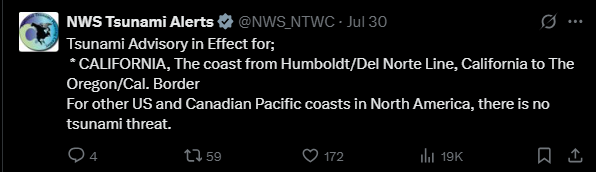 NWS Tsunami Alerts @NWS_NTWC · Jul 30
Tsunami Advisory in Effect for;
* CALIFORNIA, The coast from Humboldt/Del Norte Line, California to The
Oregon/Cal. Border
For other US and Canadian Pacific coasts in North America, there is no
tsunami threat.
4 59 172 19K